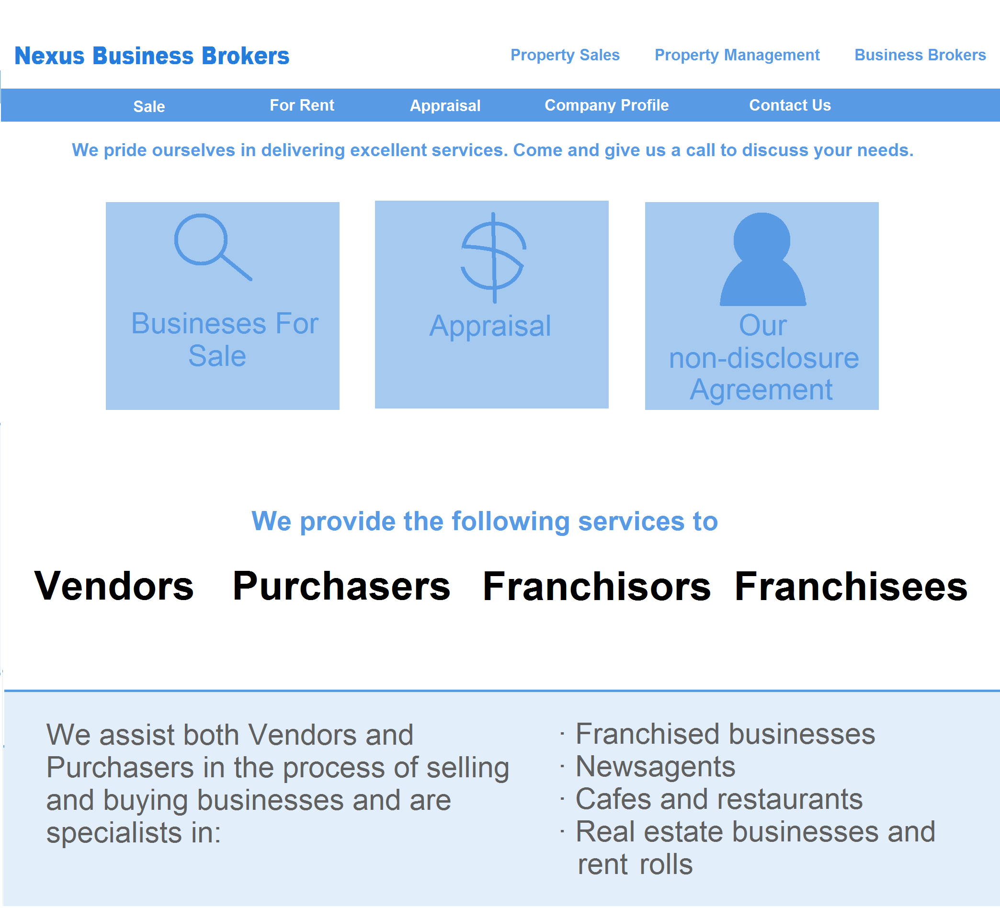 Nexus Business Brokers
Property Sales
Property Management
Business Brokers
Sale
For Rent
Appraisal
Company Profile
Contact Us
We pride ourselves in delivering excellent services. Come and give us a call to discuss your needs.
Busineses For
Sale
Appraisal
Our
non-disclosure
Agreement
We provide the following services to
Vendors
Purchasers
Franchisors
Franchisees
We assist both Vendors and
Purchasers in the process of selling
and buying businesses and are
specialists in:
· Franchised businesses
· Newsagents
· Cafes and restaurants
· Real estate businesses and
rent rolls